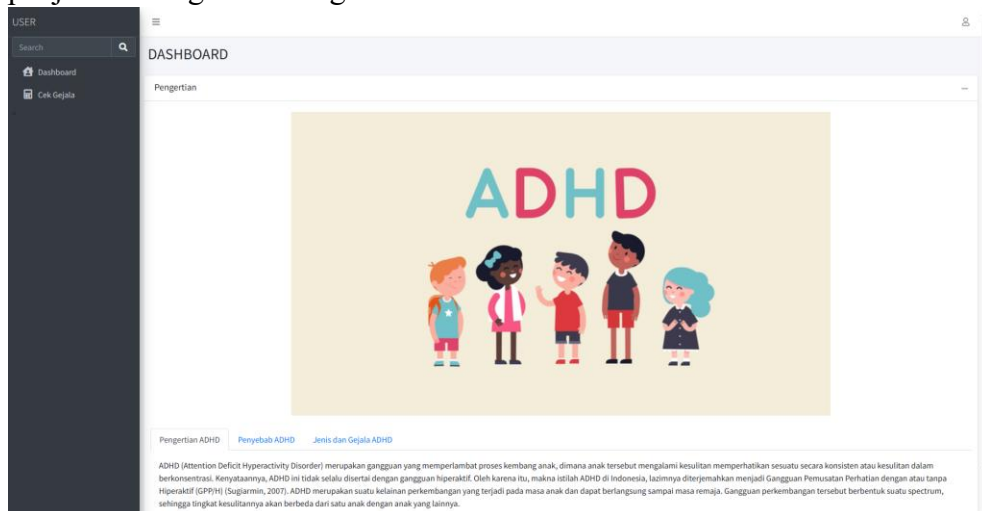 USER
Search
DASHBOARD
Dashboard
Cek Gejala
Pengertian
ADHD
Pengertian ADHD Penyebab ADHD Jenis dan Gejala ADHD
ADHD (Attention Deficit Hyperactivity Disorder) merupakan gangguan yang memperlambat proses kembang anak, dimana anak tersebut mengalami kesulitan memperhatikan sesuatu secara konsisten atau kesulitan dalam
berkonsentrasi. Kenyataannya, ADHD ini tidak selalu disertai dengan gangguan hiperaktif. Oleh karena itu, makna istilah ADHD di Indonesia, lazimnya diterjemahkan menjadi Gangguan Pemusatan Perhatian dengan atau tanpa
Hiperaktif (GPP/H) (Sugiarmin, 2007). ADHD merupakan suatu kelainan perkembangan yang terjadi pada masa anak dan dapat berlangsung sampai masa remaja. Gangguan perkembangan tersebut berbentuk suatu spectrum,
sehingga tingkat kesulitannya akan berbeda dari satu anak dengan anak yang lainnya.